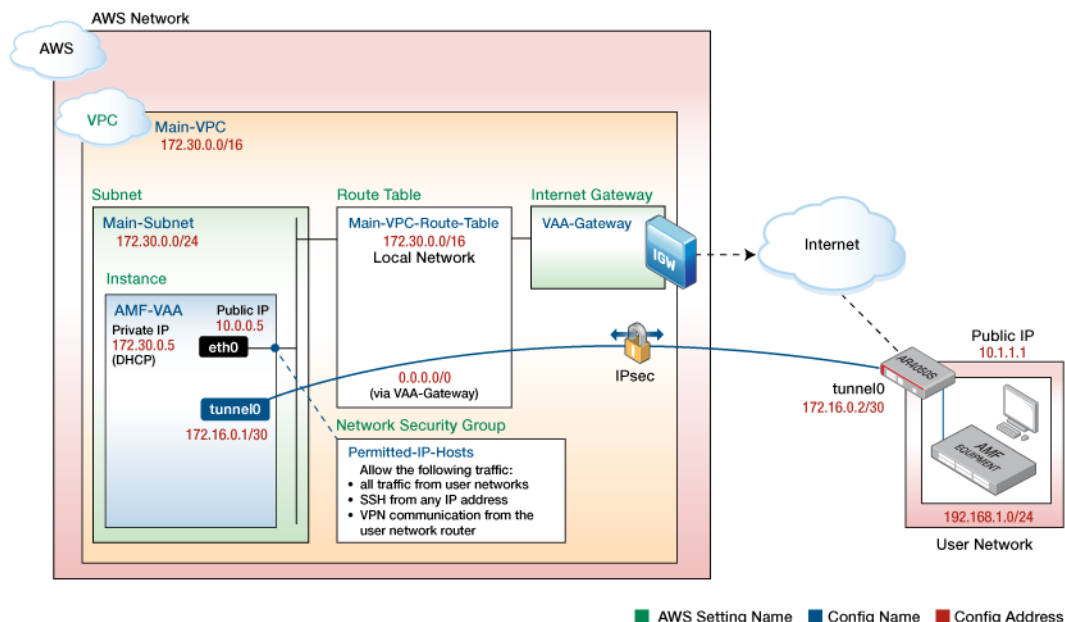 AWS Network
AWS
VPC
Main-VPC
172.30.0.0/16
Subnet
Main-Subnet
172.30.0.0/24
Instance
AMF-VAA
Private IP
172.30.0.5
(DHCP)
Public IP
10.0.0.5
eth0
tunnel0
172.16.0.1/30
Route Table
Main-VPC-Route-Table
172.30.0.0/16
Local Network
0.0.0.0/0
(via VAA-Gateway)
Internet Gateway
VAA-Gateway
IGW
Internet
IPsec
Network Security Group
Permitted-IP-Hosts
Allow the following traffic:
• all traffic from user networks
• SSH from any IP address
• VPN communication from the
user network router
Public IP
10.1.1.1
AR4050S
tunnel0
172.16.0.2/30
AMF
EQUIPMENT
192.168.1.0/24
User Network
AWS Setting Name
Config Name
Config Address